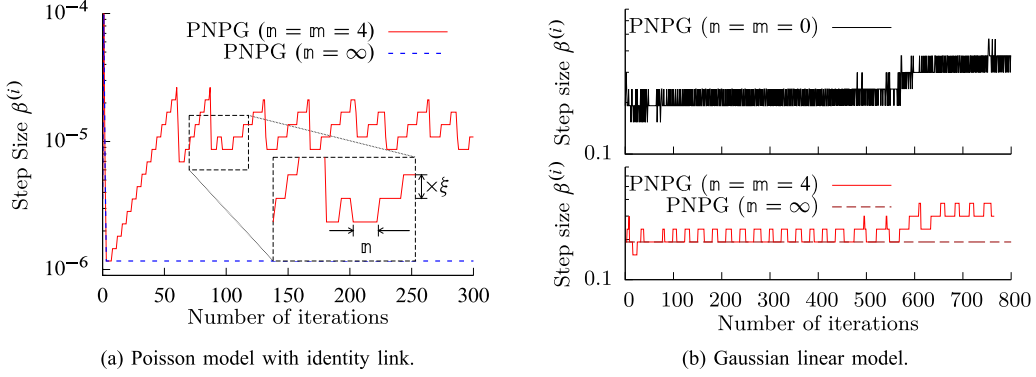 10^{-4}
10^{-5}
10^{-6}
Step Size β^{(i)}
PNPG (𝕟 = 𝕞 = 4)
PNPG (𝕟 = ∞)
×ξ
𝕟
0 50 100 150 200 250 300
Number of iterations
(a) Poisson model with identity link.
Step size β^{(i)}
PNPG (𝕟 = 𝕞 = 0)
0.1
Step size β^{(i)}
PNPG (𝕟 = 𝕞 = 4)
PNPG (𝕟 = ∞)
0.1
0 100 200 300 400 500 600 700 800
Number of iterations
(b) Gaussian linear model.